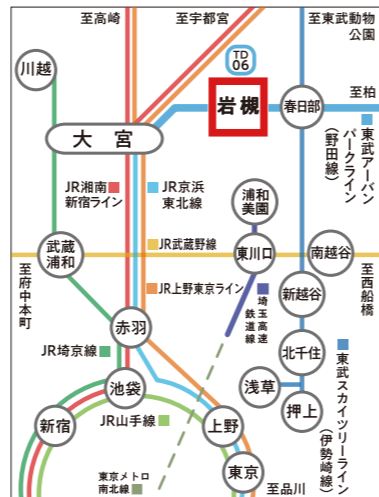 至高崎
至宇都宮
至東武動物
公園
TD
06
川越
岩槻
春日部
至柏
大宮
東武アーバン
パークライン
(野田線)
JR湘南
新宿ライン
JR京浜
東北線
浦和
美園
武蔵
浦和
JR武蔵野線
東川口
南越谷
至府中本町
JR上野東京ライン
埼玉高速
鉄道線
新越谷
至西船橋
赤羽
JR埼京線
北千住
東武スカイツリーライン
(伊勢崎線)
池袋
浅草
押上
新宿
JR山手線
上野
東京メトロ
南北線
東京
至品川